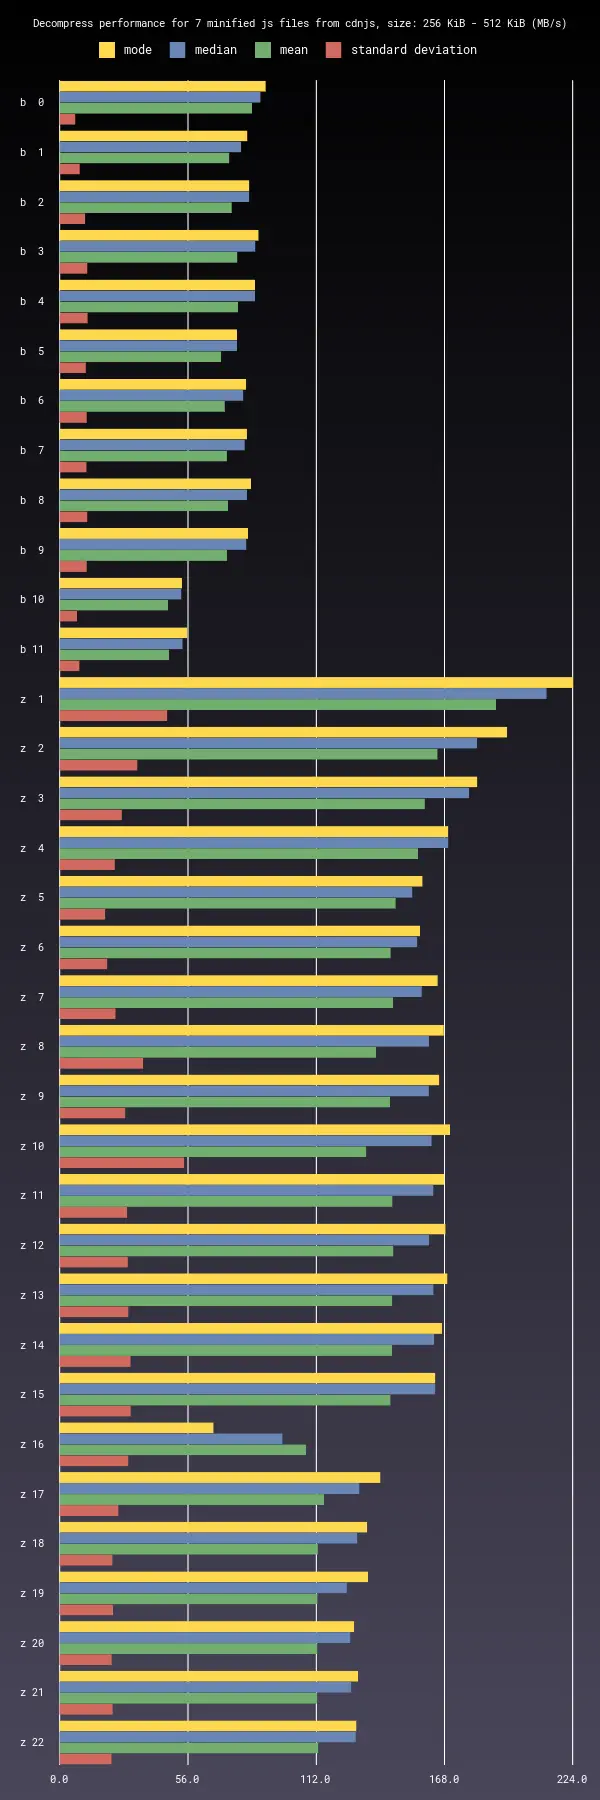 Decompress performance for 7 minified js files from cdnjs, size: 256 KiB - 512 KiB (MB/s)
mode median mean standard deviation
b 0
b 1
b 2
b 3
b 4
b 5
b 6
b 7
b 8
b 9
b 10
b 11
z 1
z 2
z 3
z 4
z 5
z 6
z 7
z 8
z 9
z 10
z 11
z 12
z 13
z 14
z 15
z 16
z 17
z 18
z 19
z 20
z 21
z 22
0.0 56.0 112.0 168.0 224.0